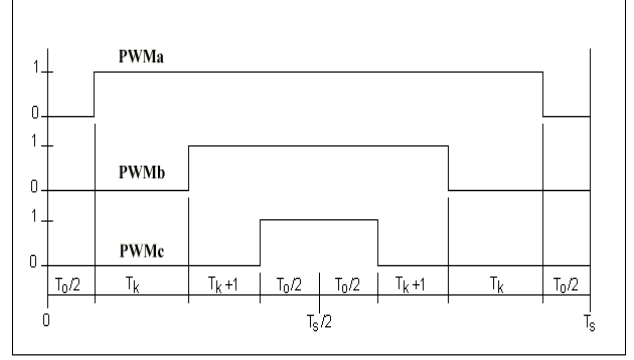 PWMa
1
0
PWMb
1
0
PWMc
1
0
T0/2 Tk Tk+1 T0/2 T0/2 Tk+1 Tk T0/2
0 Ts/2 Ts